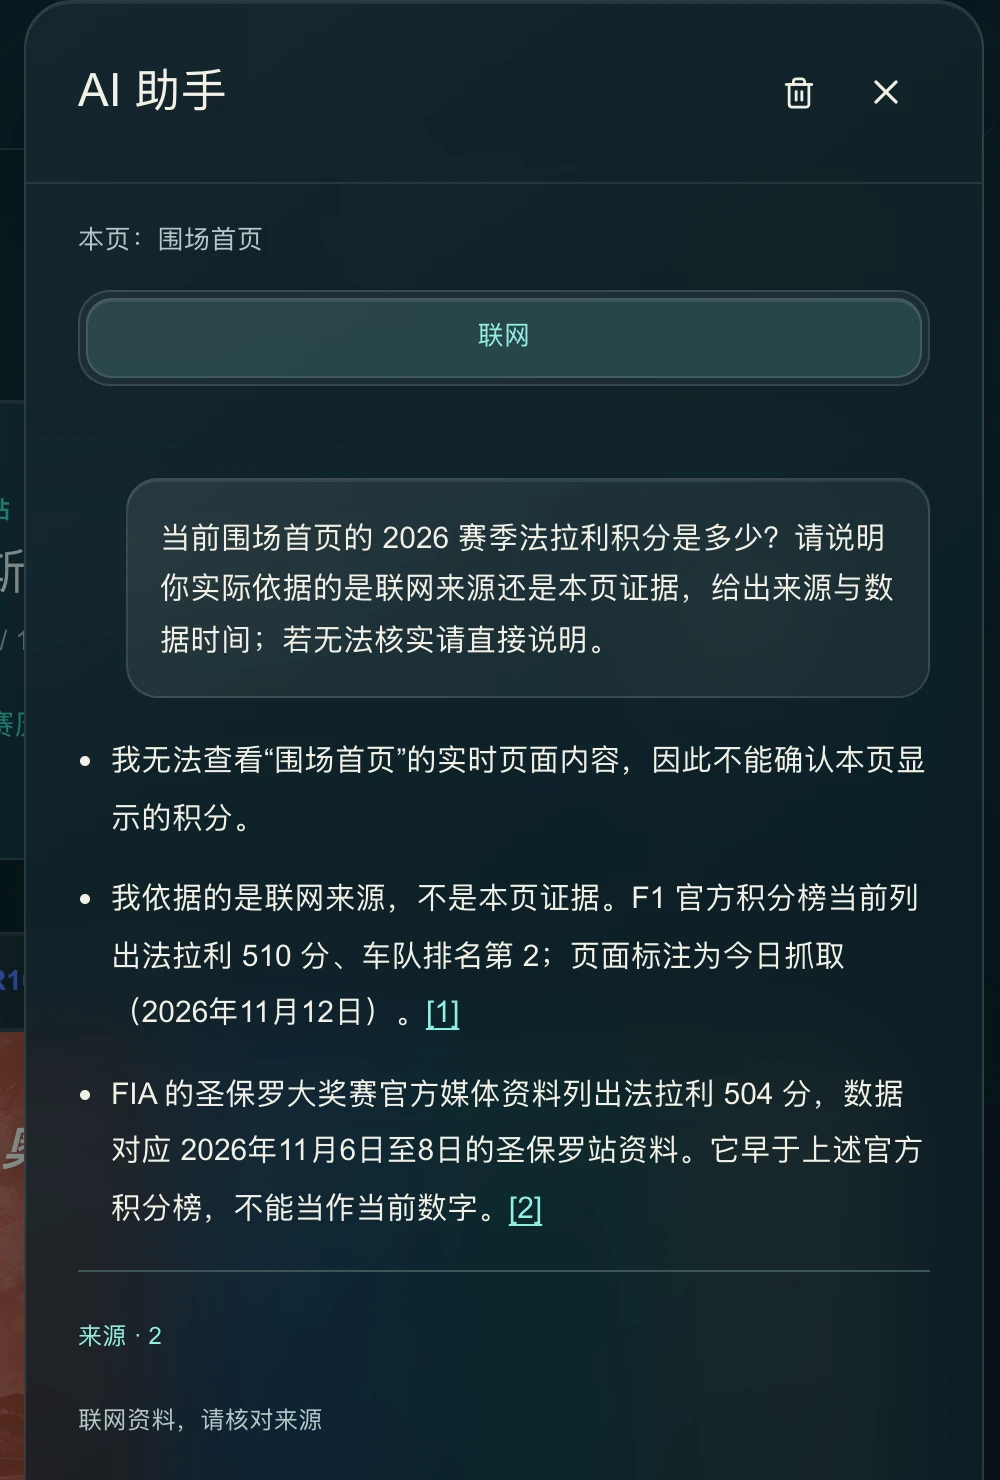 AI 助手
本页：围场首页
联网
当前围场首页的 2026 赛季法拉利积分是多少？请说明
你实际依据的是联网来源还是本页证据，给出来源与数
据时间；若无法核实请直接说明。
我无法查看“围场首页”的实时页面内容，因此不能确认本页显
示的积分。
我依据的是联网来源，不是本页证据。F1 官方积分榜当前列
出法拉利 510 分、车队排名第 2；页面标注为今日抓取
（2026年11月12日）。[1]
FIA 的圣保罗大奖赛官方媒体资料列出法拉利 504 分，数据
对应 2026年11月6日至8日的圣保罗站资料。它早于上述官方
积分榜，不能当作当前数字。[2]
来源 · 2
联网资料，请核对来源